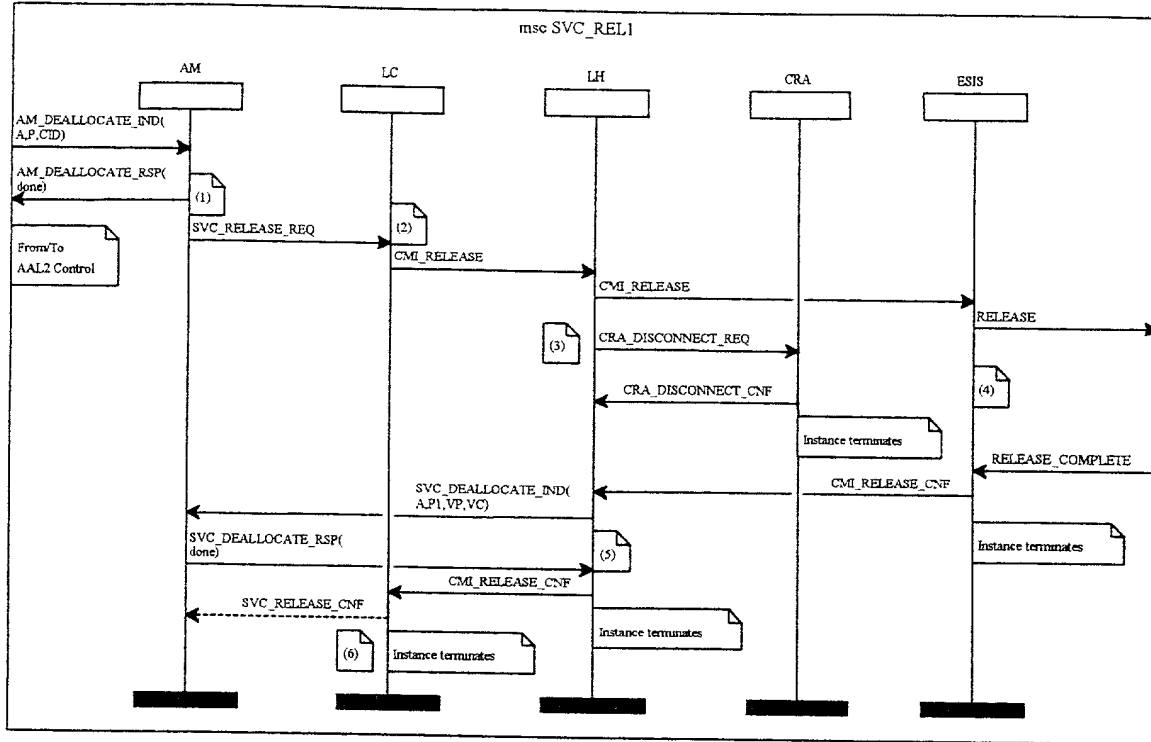 msc SVC_REL1
AM
LC
LH
CRA
ESIS
AM_DEALLOCATE_IND(
A,P,CID)
AM_DEALLOCATE_RSP(
done)
(1)
SVC_RELEASE_REQ
(2)
From/To
AAL2 Control
CMI_RELEASE
CMI_RELEASE
RELEASE
(3)
CRA_DISCONNECT_REQ
CRA_DISCONNECT_CNF
(4)
Instance terminates
RELEASE_COMPLETE
CMI_RELEASE_CNF
SVC_DEALLOCATE_IND(
A,P1,VP,VC)
SVC_DEALLOCATE_RSP(
done)
(5)
Instance terminates
CMI_RELEASE_CNF
SVC_RELEASE_CNF
Instance terminates
(6)
Instance terminates